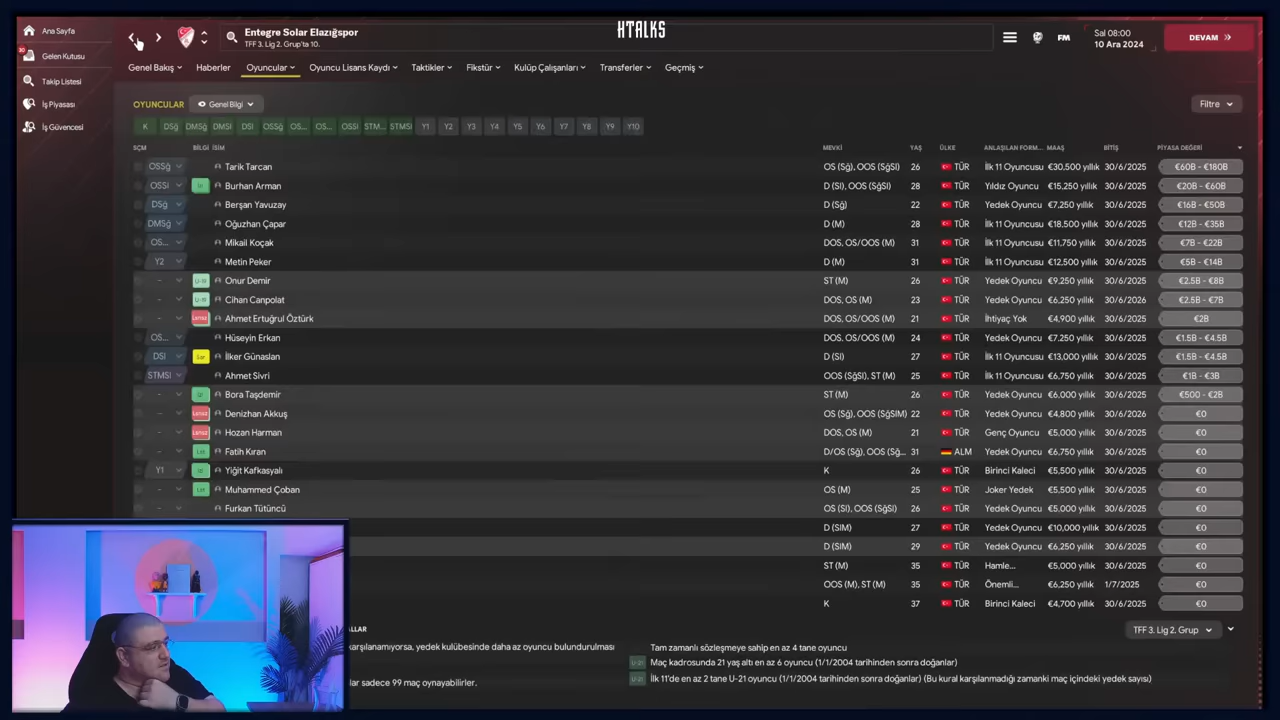 HTALKS
Ana Sayfa
Entegre Solar Elazığspor
TFF 3. Lig 2. Grup'ta 10.
FM
Sal 08:00
10 Ara 2024
DEVAM
Gelen Kutusu
Takip Listesi
İş Piyasası
İş Güvencesi
Genel Bakış Haberler Oyuncular Oyuncu Lisans Kaydı Taktikler Fikstür Kulüp Çalışanları Transferler Geçmiş
OYUNCULAR Genel Bilgi Filtre
K DSğ DMSğ DMSl DSl OSSğ OS... OS... OSSl STM... STMSl Y1 Y2 Y3 Y4 Y5 Y6 Y7 Y8 Y9 Y10
SÇM BİLGİ İSİM MEVKİ YAŞ ÜLKE ANLAŞILAN FORM... MAAŞ BİTİŞ PİYASA DEĞERİ
OSSğ Tarik Tarcan OS (Sğ), OOS (SğSl) 26 TÜR İlk 11 Oyuncusu €30,500 yıllık 30/6/2025 €60B - €180B
OSSl Burhan Arman D (Sl), OOS (SğSl) 28 TÜR Yıldız Oyuncu €15,250 yıllık 30/6/2025 €20B - €60B
DSğ Berşan Yavuzay D (Sğ) 22 TÜR Yedek Oyuncu €7,250 yıllık 30/6/2025 €16B - €50B
DMSğ Oğuzhan Çapar D (M) 28 TÜR İlk 11 Oyuncusu €18,500 yıllık 30/6/2025 €12B - €35B
OS... Mikail Koçak DOS, OS/OOS (M) 31 TÜR İlk 11 Oyuncusu €11,750 yıllık 30/6/2025 €7B - €22B
Y2 Metin Peker D (M) 31 TÜR İlk 11 Oyuncusu €12,500 yıllık 30/6/2025 €5B - €14B
- U-19 Onur Demir ST (M) 26 TÜR Yedek Oyuncu €9,250 yıllık 30/6/2025 €2.5B - €8B
- U-19 Cihan Canpolat DOS, OS (M) 23 TÜR Yedek Oyuncu €6,250 yıllık 30/6/2026 €2.5B - €7B
- Ahmet Ertuğrul Öztürk DOS, OS/OOS (M) 21 TÜR İhtiyaç Yok €4,900 yıllık 30/6/2025 €2B
OS... Hüseyin Erkan DOS, OS/OOS (M) 24 TÜR Yedek Oyuncu €7,250 yıllık 30/6/2025 €1.5B - €4.5B
DSl Sar İlker Günaslan D (Sl) 27 TÜR İlk 11 Oyuncusu €13,000 yıllık 30/6/2025 €1.5B - €4.5B
STMSl Ahmet Sivri OOS (SğSl), ST (M) 25 TÜR İlk 11 Oyuncusu €6,750 yıllık 30/6/2025 €1B - €3B
- Bora Taşdemir ST (M) 26 TÜR Yedek Oyuncu €6,000 yıllık 30/6/2025 €500 - €2B
- Denizhan Akkuş OS (Sğ), OOS (SğSlM) 22 TÜR Yedek Oyuncu €4,800 yıllık 30/6/2026 €0
- Hozan Harman DOS, OS (M) 21 TÜR Genç Oyuncu €5,000 yıllık 30/6/2025 €0
- Fatih Kıran D/OS (Sğ), OS (Sğ... 31 ALM Yedek Oyuncu €6,750 yıllık 30/6/2025 €0
Y1 Yiğit Kafkasyalı K 26 TÜR Birinci Kaleci €5,500 yıllık 30/6/2025 €0
- Muhammed Çoban OS (M) 25 TÜR Joker Yedek €5,500 yıllık 30/6/2025 €0
- Furkan Tütüncü OS (Sl), OOS (SğSl) 26 TÜR Yedek Oyuncu €5,000 yıllık 30/6/2025 €0
D (SlM) 27 TÜR Yedek Oyuncu €10,000 yıllık 30/6/2025 €0
D (SlM) 29 TÜR Yedek Oyuncu €6,250 yıllık 30/6/2025 €0
ST (M) 35 TÜR Hamle... €5,000 yıllık 30/6/2025 €0
OOS (M), ST (M) 35 TÜR Önemli... €6,250 yıllık 1/7/2025 €0
K 37 TÜR Birinci Kaleci €4,700 yıllık 30/6/2025 €0
ALLAR TFF 3. Lig 2. Grup
karşılanamıyorsa, yedek kulübesinde daha az oyuncu bulundurulması
Tam zamanlı sözleşmeye sahip en az 4 tane oyuncu
U-21 Maç kadrosunda 21 yaş altı en az 6 oyuncu (1/1/2004 tarihinden sonra doğanlar)
U-21 İlk 11'de en az 2 tane U-21 oyuncu (1/1/2004 tarihinden sonra doğanlar) (Bu kural karşılanmadığı zamanki maç içindeki yedek sayısı)
lar sadece 99 maç oynayabilirler.